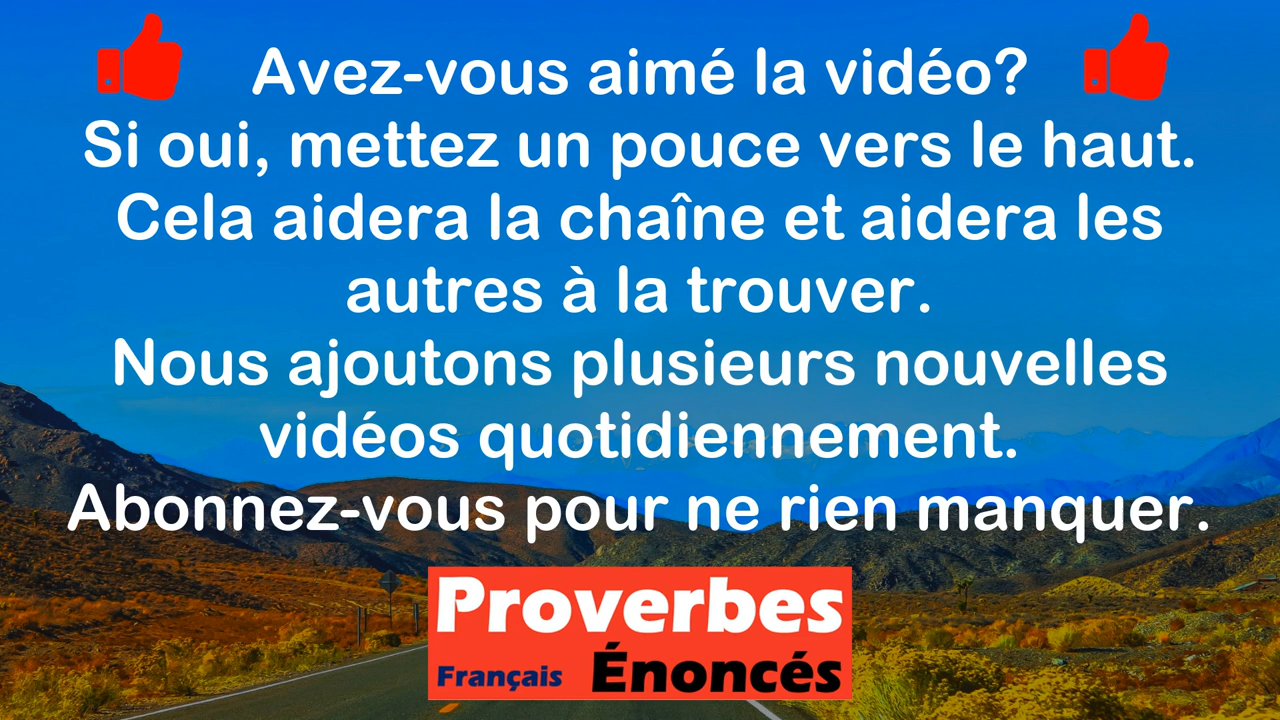 Avez-vous aimé la vidéo?
Si oui, mettez un pouce vers le haut.
Cela aidera la chaîne et aidera les
autres à la trouver.
Nous ajoutons plusieurs nouvelles
vidéos quotidiennement.
Abonnez-vous pour ne rien manquer.
Proverbes
Français Énoncés